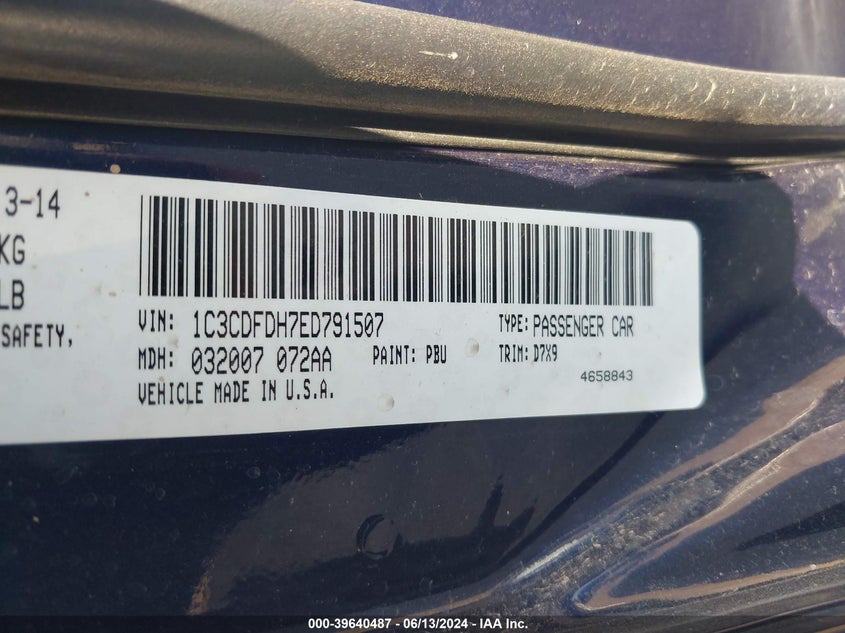 3-14
KG
LB
SAFETY,
VIN: 1C3CDFDH7ED791507 TYPE: PASSENGER CAR
MDH: 032007 072AA PAINT: PBU TRIM: D7X9
VEHICLE MADE IN U.S.A. 4658843
000-39640487 - 06/13/2024 - IAA Inc.